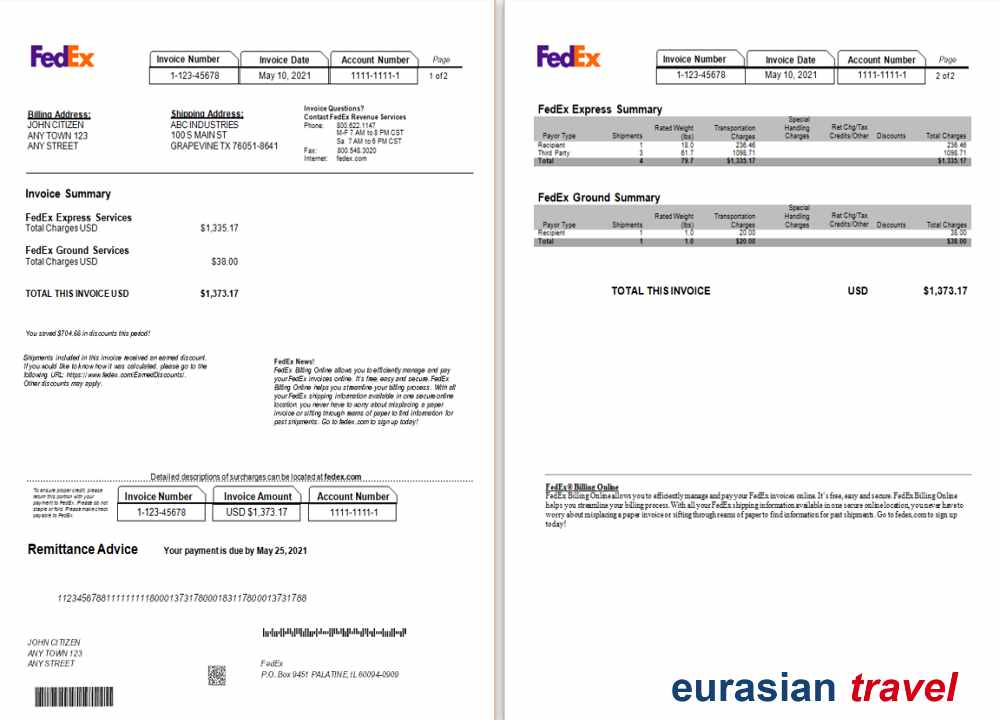 FedEx
Invoice Number
Invoice Date
Account Number
Page
1-123-45678
May 10, 2021
1111-1111-1
1 of2
Billing Address:
JOHN CITIZEN
ANY TOWN 123
ANY STREET
Shipping Address:
ABC INDUSTRIES
100 S MAIN ST
GRAPEVINE TX 76051-8641
Invoice Questions?
Contact FedEx Revenue Services
Phone: 800.622.1147
M-F 7 AM to 8 PM CST
Sa 7 AM to 6 PM CST
Fax: 800.548.3020
Internet: fedex.com
Invoice Summary
FedEx Express Services
Total Charges USD $1,335.17
FedEx Ground Services
Total Charges USD $38.00
TOTAL THIS INVOICE USD $1,373.17
You saved $704.66 in discounts this period!
Shipments included in this invoice received an earned discount.
If you would like to know how it was calculated, please go to the
following URL: https://www.fedex.com/EarnedDiscounts/.
Other discounts may apply.
FedEx News!
FedEx Billing Online allows you to efficiently manage and pay
your FedEx invoices online. It's free, easy and secure. FedEx
Billing Online helps you streamline your billing process. With all
your FedEx shipping information available in one secure online
location, you never have to worry about misplacing a paper
invoice or sifting through reams of paper to find information for
past shipments. Go to fedex.com to sign up today!
Detailed descriptions of surcharges can be located at fedex.com
To ensure proper credit, please
return this portion with your
payment to FedEx. Please do not
staple or fold. Please make check
payable to FedEx.
Invoice Number
Invoice Amount
Account Number
1-123-45678
USD $1,373.17
1111-1111-1
Remittance Advice
Your payment is due by May 25, 2021
JOHN CITIZEN
ANY TOWN 123
ANY STREET
FedEx
P.O. Box 9451 PALATINE, IL 60094-0909
FedEx
Invoice Number
Invoice Date
Account Number
Page
1-123-45678
May 10, 2021
1111-1111-1
2 of2
FedEx Express Summary
Payor Type
Shipments
Rated Weight (lbs)
Transportation Charges
Special Handling Charges
Ret Chg/Tax Credits/Other
Discounts
Total Charges
Recipient 1 18.0 236.46 236.46
Third Party 3 61.7 1098.71 1098.71
Total 4 79.7 $1,335.17 $1,335.17
FedEx Ground Summary
Payor Type
Shipments
Rated Weight (lbs)
Transportation Charges
Special Handling Charges
Ret Chg/Tax Credits/Other
Discounts
Total Charges
Recipient 1 1.0 20.00 38.00
Total 1 1.0 $20.00 $38.00
TOTAL THIS INVOICE USD $1,373.17
FedEx® Billing Online
FedEx Billing Online allows you to efficiently manage and pay your FedEx invoices online. It's free, easy and secure. FedEx Billing Online
helps you streamline your billing process. With all your FedEx shipping information available in one secure online location, you never have to
worry about misplacing a paper invoice or sifting through reams of paper to find information for past shipments. Go to fedex.com to sign up
today!
eurasian travel